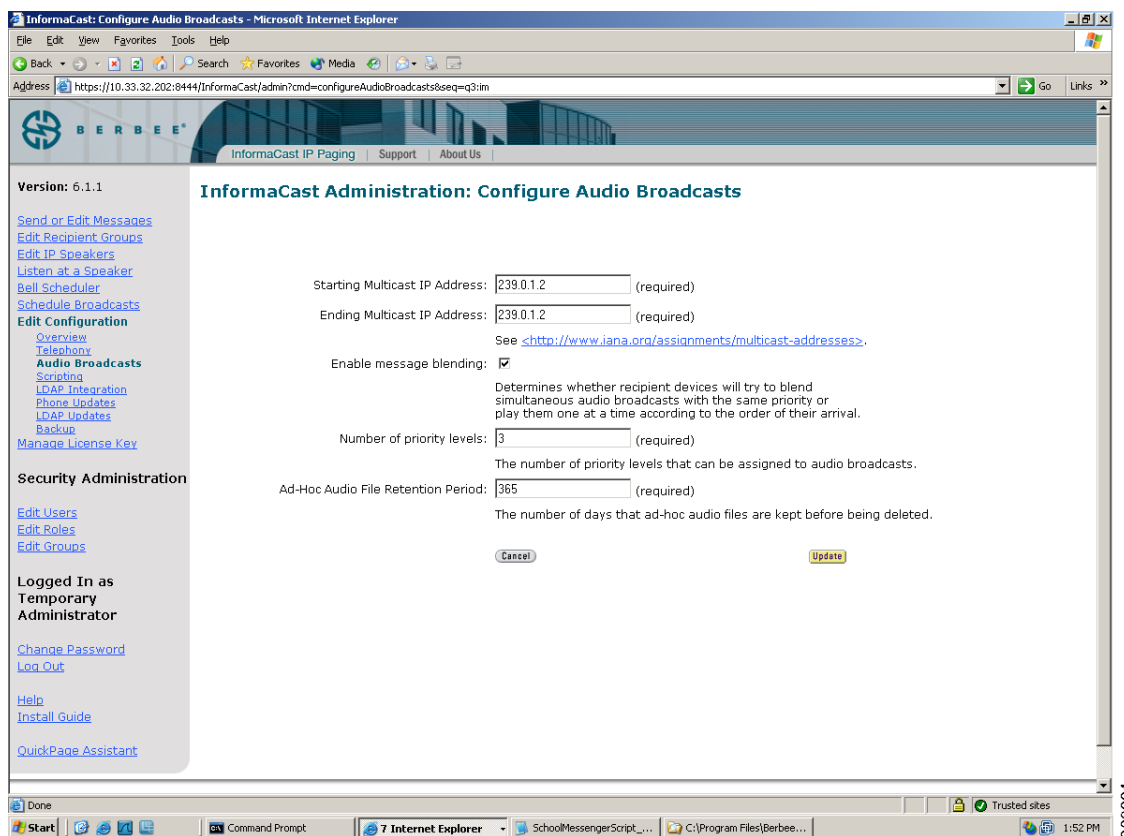 InformaCast: Configure Audio Broadcasts - Microsoft Internet Explorer
File Edit View Favorites Tools Help
Back Search Favorites Media
Address https://10.33.32.202:8444/InformaCast/admin?cmd=configureAudioBroadcasts&seq=q3:im Go Links »
BERBEE®
InformaCast IP Paging | Support | About Us |
Version: 6.1.1
InformaCast Administration: Configure Audio Broadcasts
Send or Edit Messages
Edit Recipient Groups
Edit IP Speakers
Listen at a Speaker
Bell Scheduler
Schedule Broadcasts
Edit Configuration
Overview
Telephony
Audio Broadcasts
Scripting
LDAP Integration
Phone Updates
LDAP Updates
Backup
Manage License Key
Security Administration
Edit Users
Edit Roles
Edit Groups
Logged In as
Temporary
Administrator
Change Password
Log Out
Help
Install Guide
QuickPage Assistant
Starting Multicast IP Address: 239.0.1.2 (required)
Ending Multicast IP Address: 239.0.1.2 (required)
See <http://www.iana.org/assignments/multicast-addresses>.
Enable message blending:
Determines whether recipient devices will try to blend
simultaneous audio broadcasts with the same priority or
play them one at a time according to the order of their arrival.
Number of priority levels: 3 (required)
The number of priority levels that can be assigned to audio broadcasts.
Ad-Hoc Audio File Retention Period: 365 (required)
The number of days that ad-hoc audio files are kept before being deleted.
Cancel Update
Done Trusted sites
Start Command Prompt 7 Internet Explorer SchoolMessengerScript_... C:\Program Files\Berbee... 1:52 PM